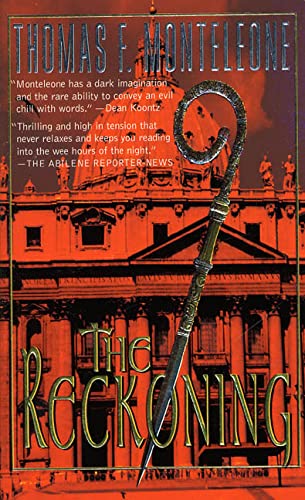 THOMAS F. MONTELEONE
"Monteleone has a dark imagination
and the rare ability to convey an evil
chill with words." —Dean Koontz
"Thrilling and high in tension that
never relaxes and keeps you reading
into the wee hours of the night."
—THE ABILENE REPORTER-NEWS
THE
RECKONING